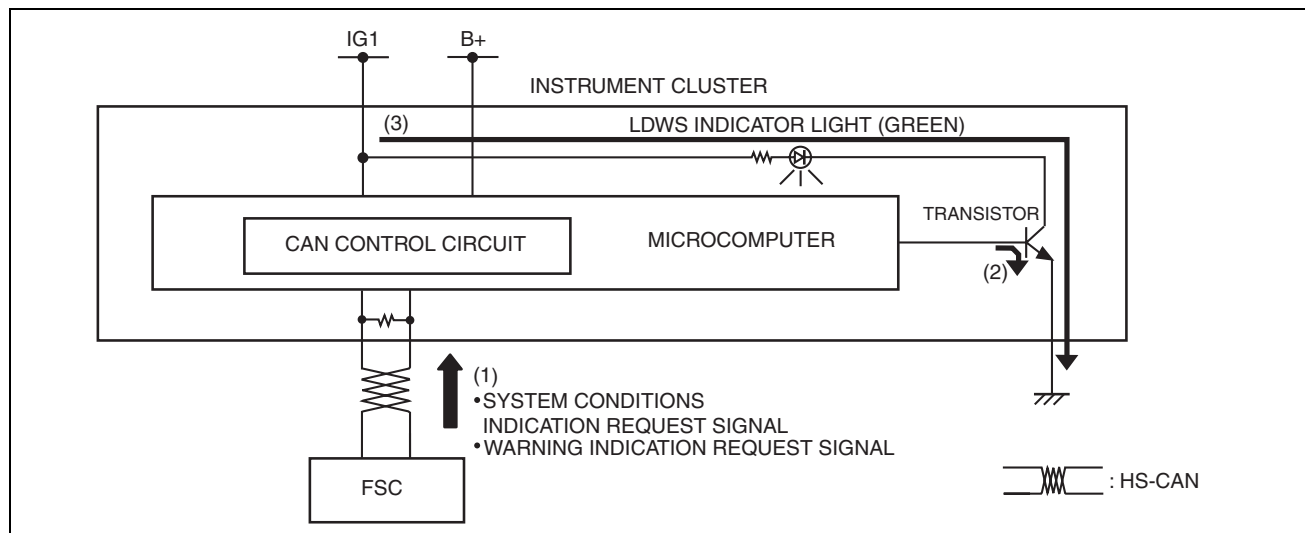 IG1
B+
INSTRUMENT CLUSTER
(3)
LDWS INDICATOR LIGHT (GREEN)
TRANSISTOR
CAN CONTROL CIRCUIT
MICROCOMPUTER
(2)
(1)
•SYSTEM CONDITIONS
INDICATION REQUEST SIGNAL
•WARNING INDICATION REQUEST SIGNAL
FSC
: HS-CAN